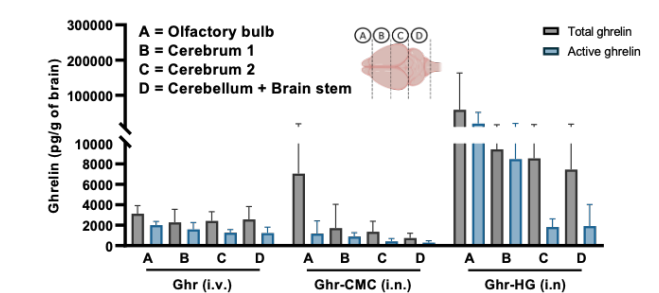 300000
200000
100000
10000
8000
6000
4000
2000
0
Ghrelin (pg/g of brain)
A = Olfactory bulb
B = Cerebrum 1
C = Cerebrum 2
D = Cerebellum + Brain stem
A B C D
Total ghrelin
Active ghrelin
A B C D A B C D A B C D
Ghr (i.v.) Ghr-CMC (i.n.) Ghr-HG (i.n)